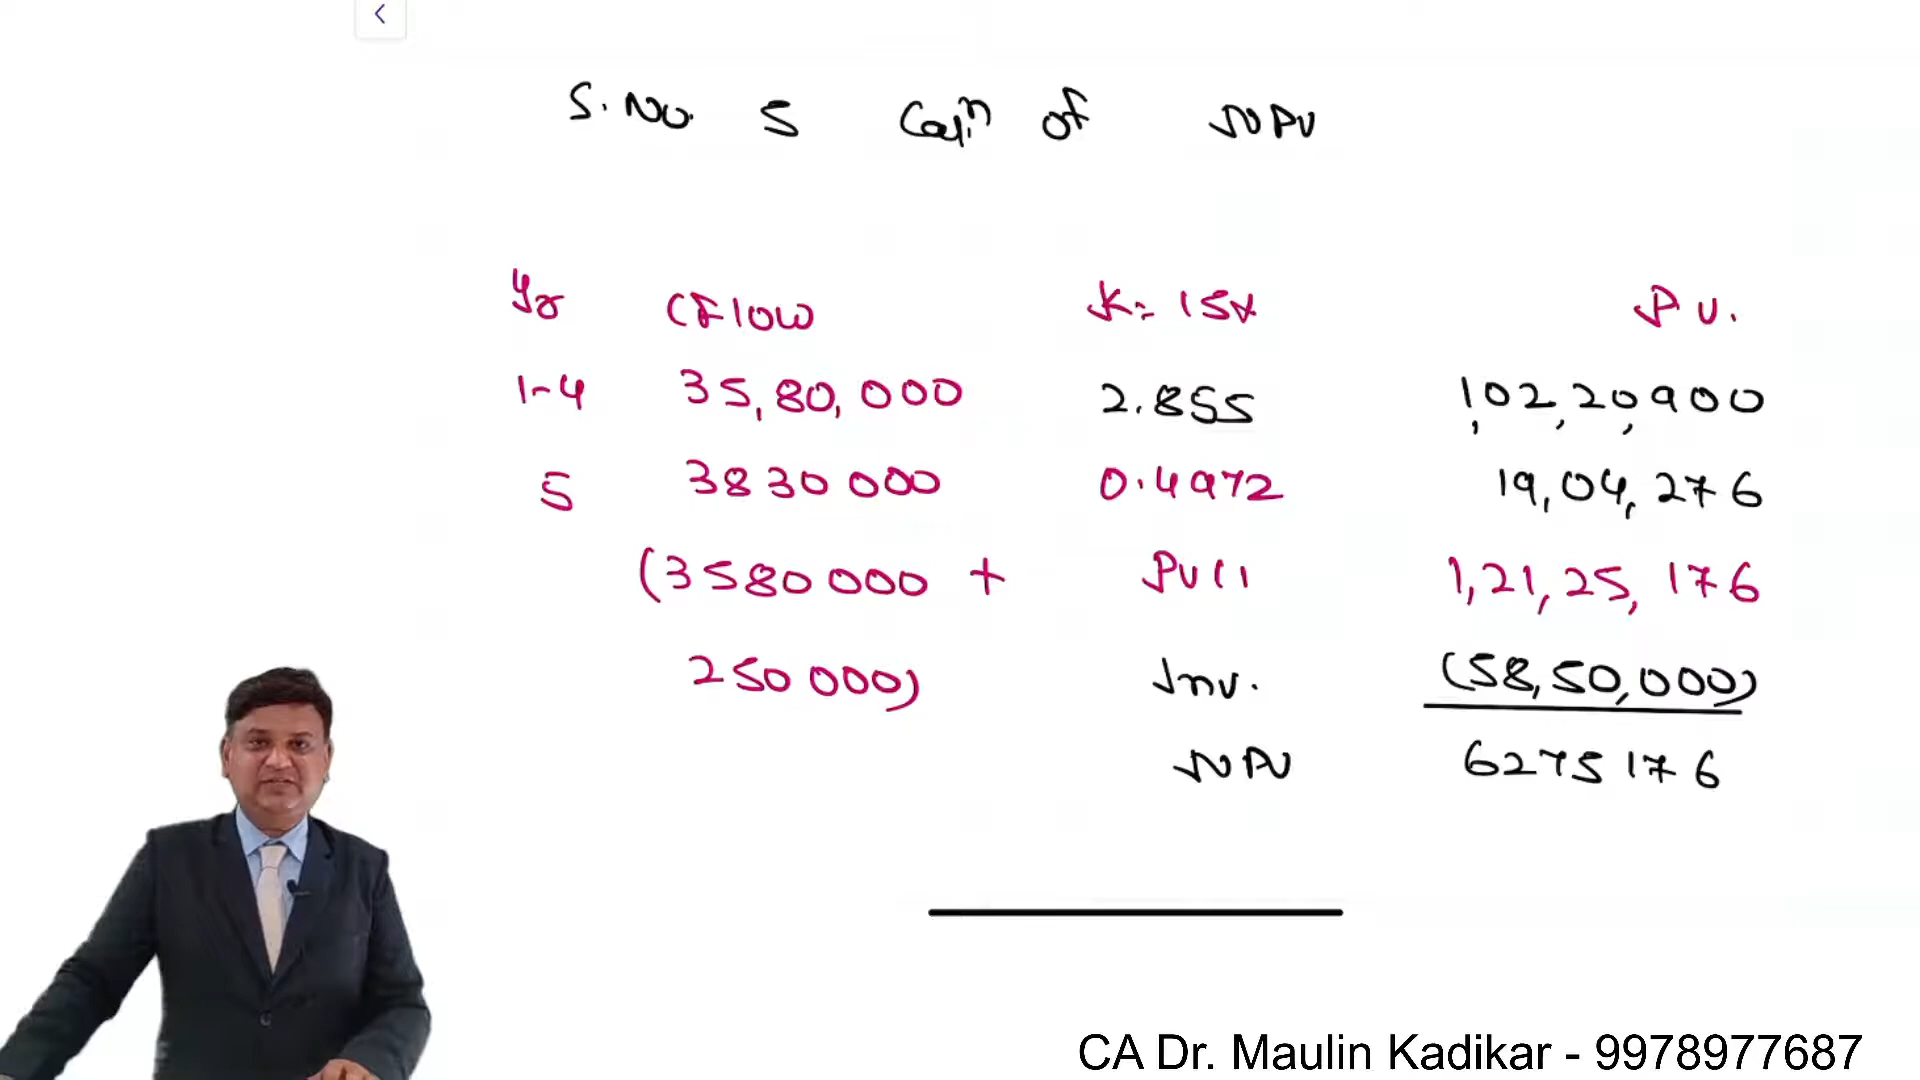 S. No. 5 Caln of NPV
Yr CFlow K = 15% P.V.
1-4 35,80,000 2.855 1,02,20,900
5 3830000 0.4972 19,04,276
(3580000 + PVCI 1,21,25,176
250000) Inv. (58,50,000)
NPV 6275176
CA Dr. Maulin Kadikar - 9978977687